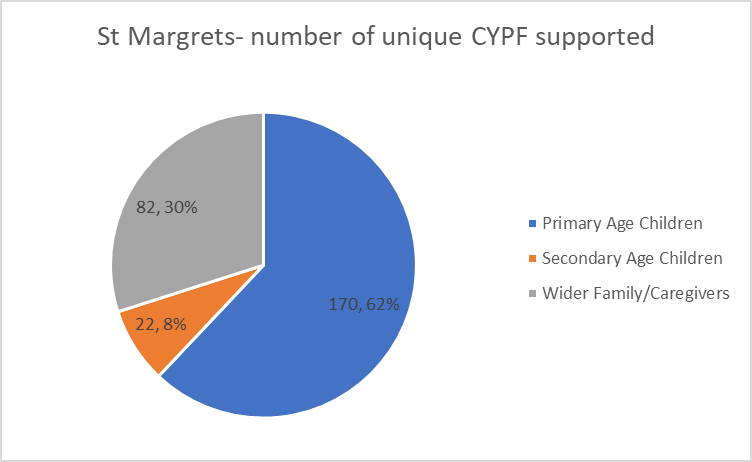 St Margrets- number of unique CYPF supported
82, 30%
170, 62%
22, 8%
Primary Age Children
Secondary Age Children
Wider Family/Caregivers